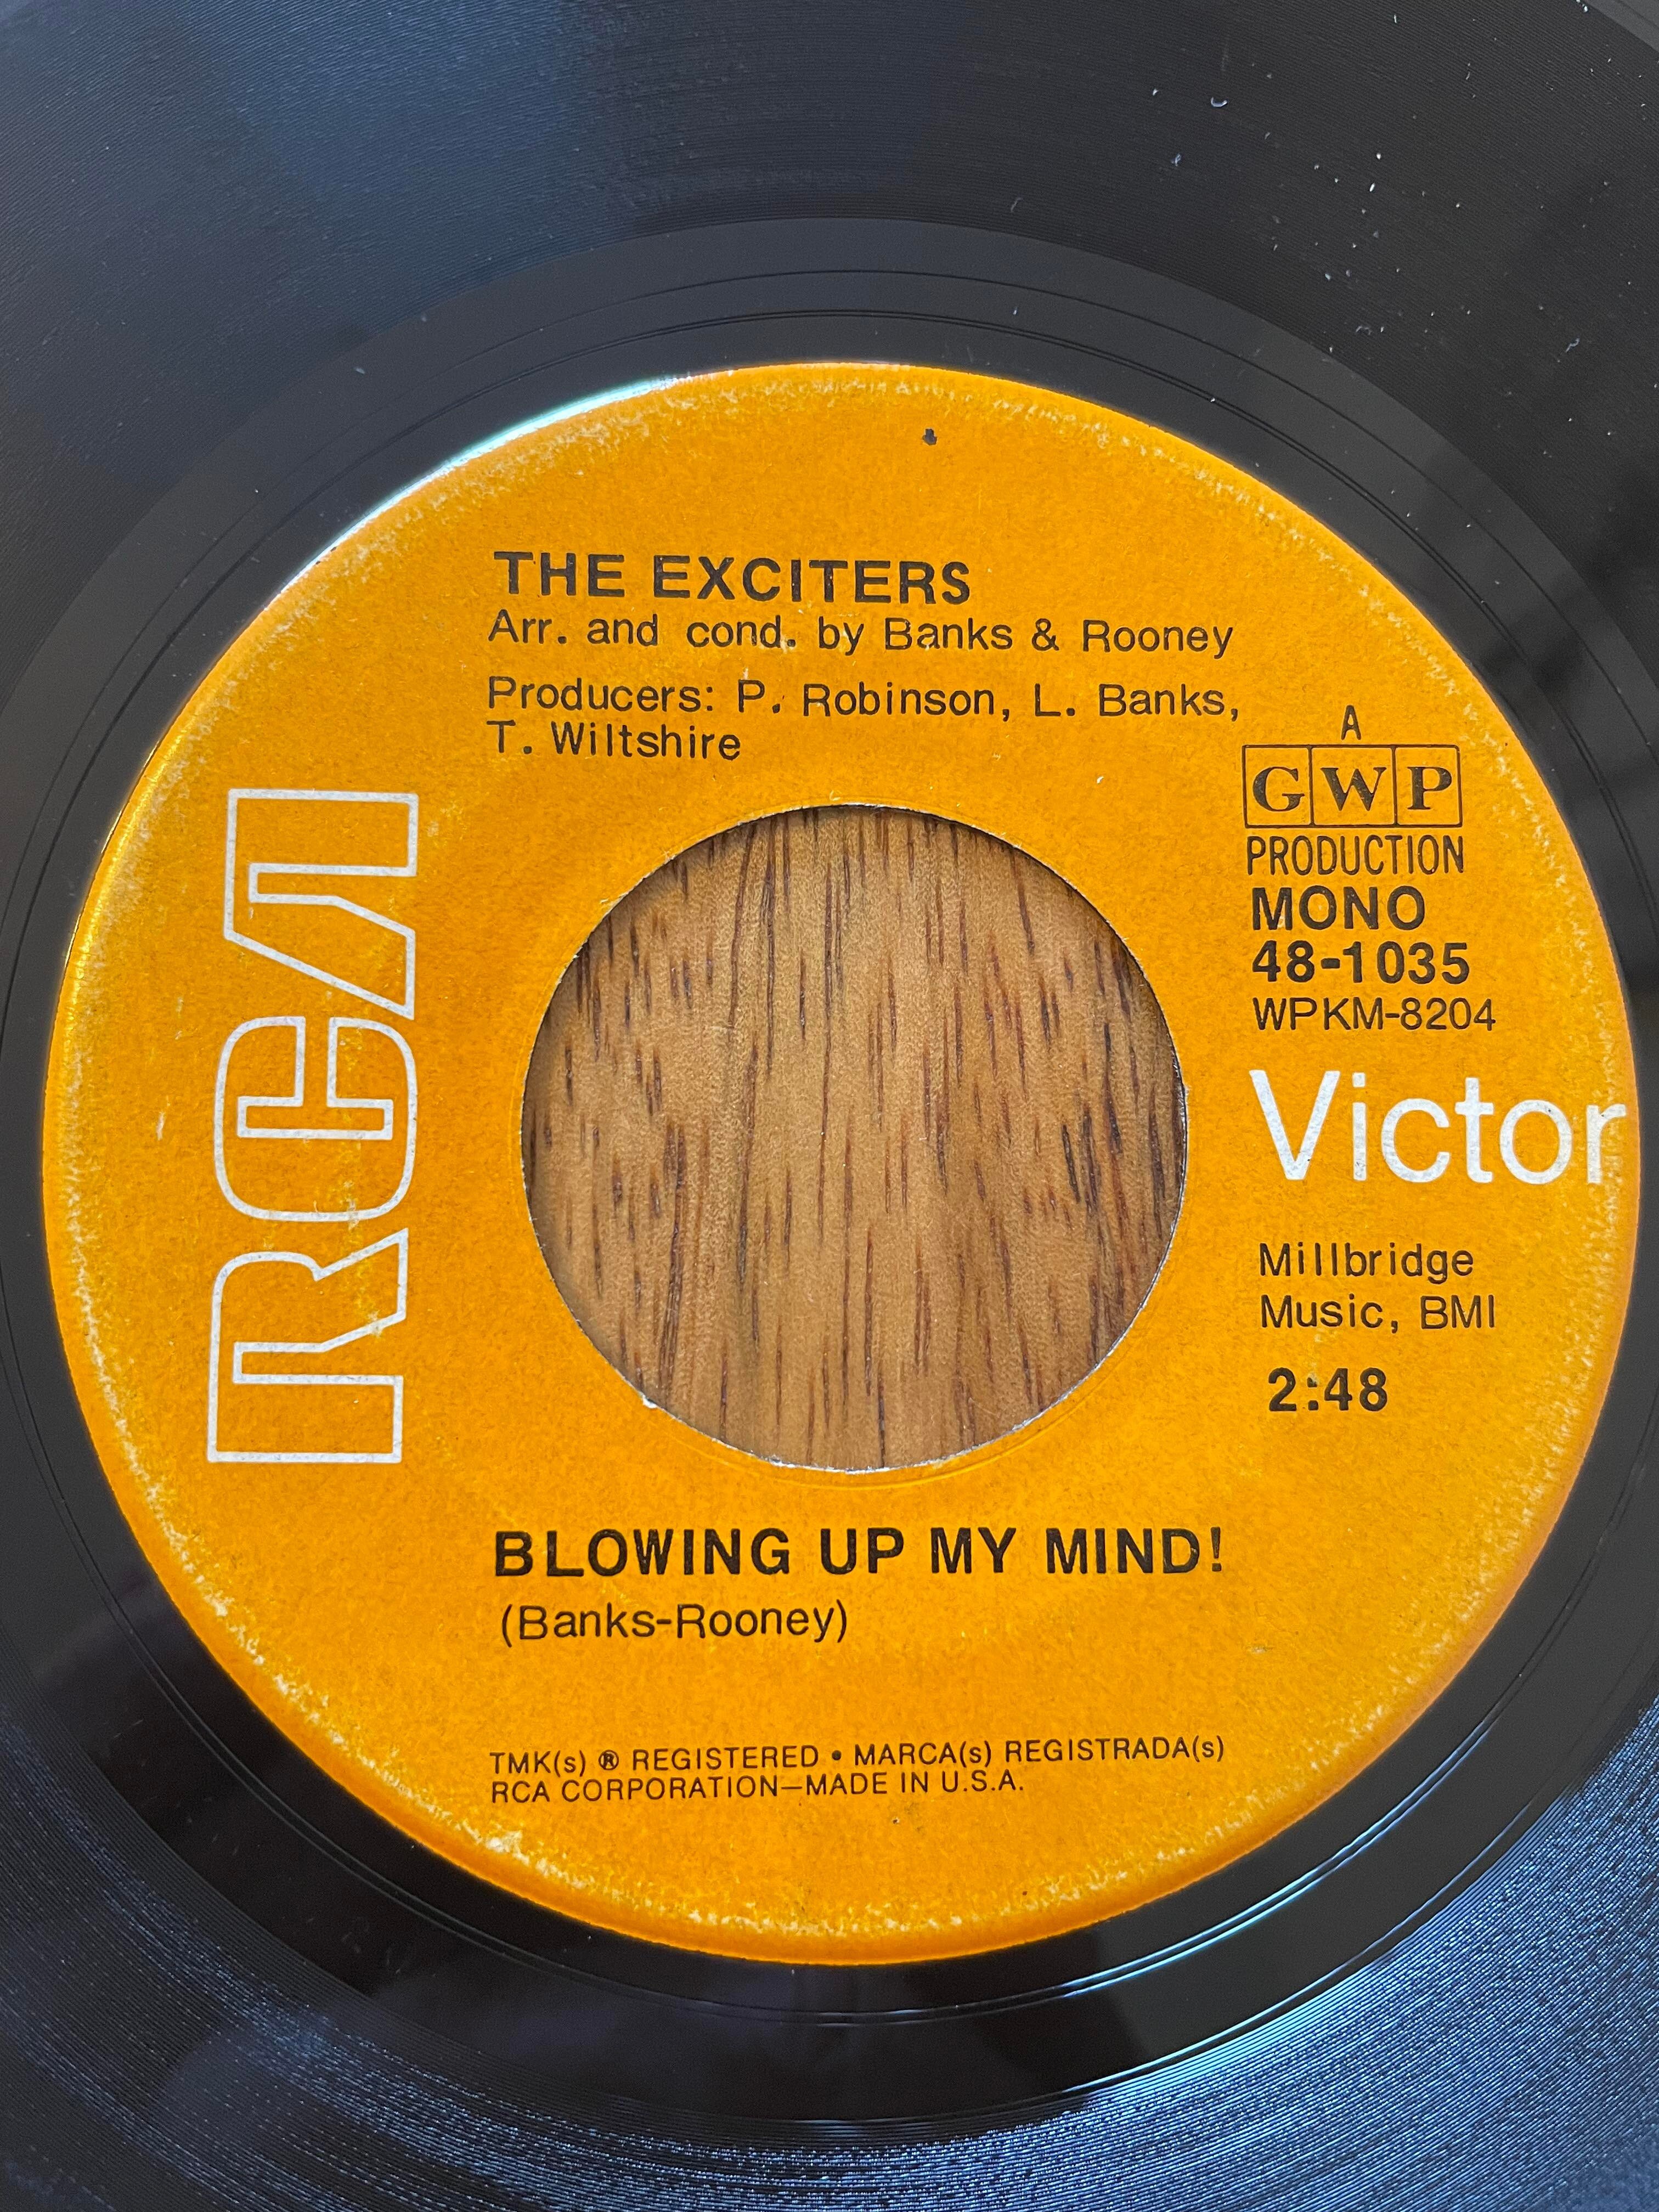 THE EXCITERS
Arr. and cond. by Banks & Rooney
Producers: P. Robinson, L. Banks,
T. Wiltshire
A
GWP
PRODUCTION
MONO
48-1035
WPKM-8204
RCA
Victor
Millbridge
Music, BMI
2:48
BLOWING UP MY MIND!
(Banks-Rooney)
TMK(s) ® REGISTERED • MARCA(s) REGISTRADA(s)
RCA CORPORATION—MADE IN U.S.A.